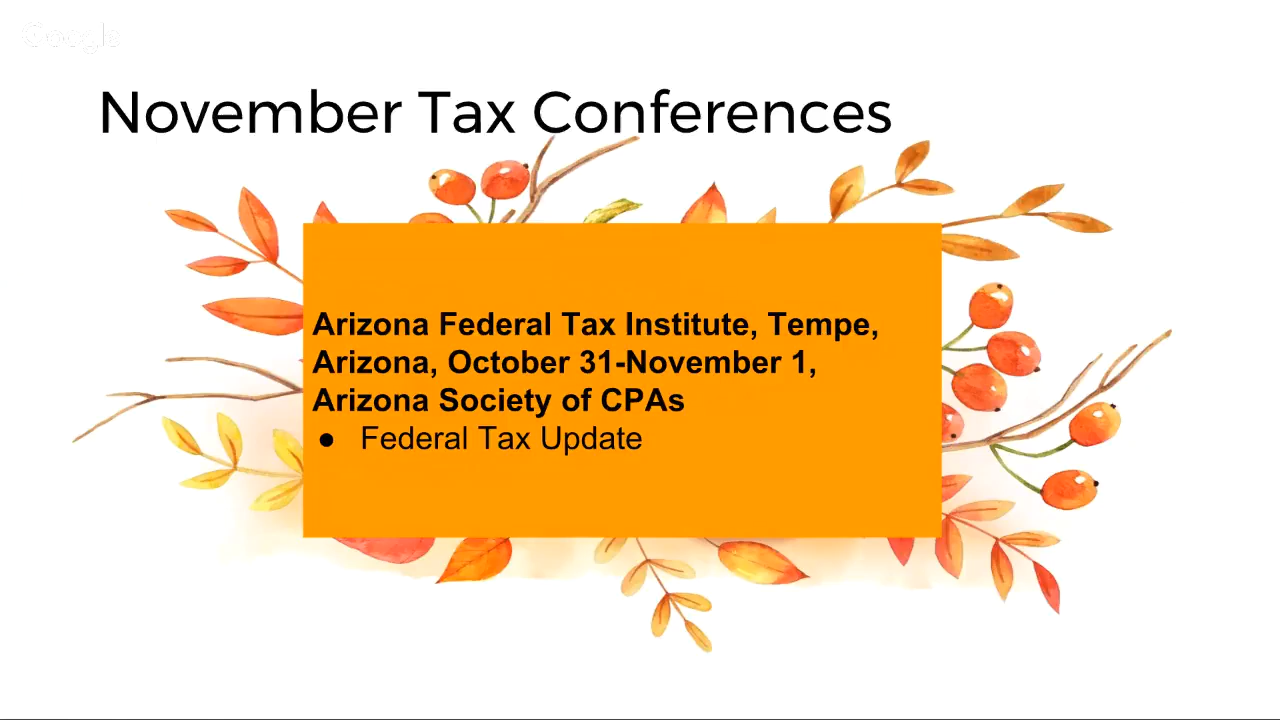 Google
November Tax Conferences
Arizona Federal Tax Institute, Tempe,
Arizona, October 31-November 1,
Arizona Society of CPAs
● Federal Tax Update